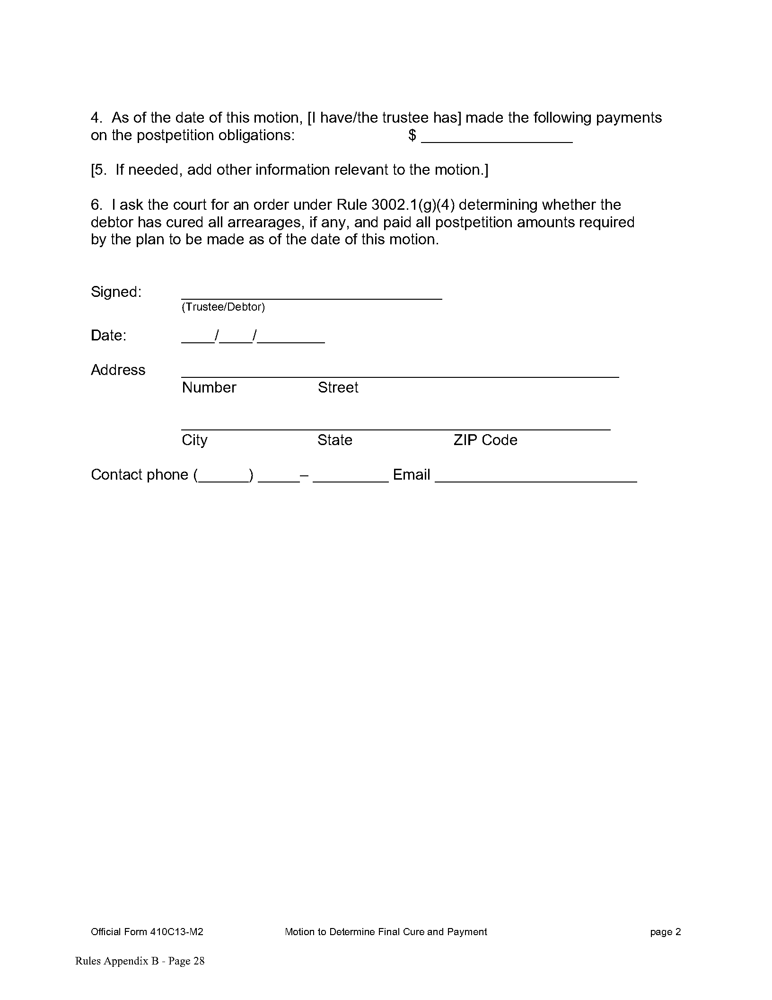 4.  As of the date of this motion, [I have/the trustee has] made the following payments
on the postpetition obligations: $ __________________
[5.  If needed, add other information relevant to the motion.]
6.  I ask the court for an order under Rule 3002.1(g)(4) determining whether the
debtor has cured all arrearages, if any, and paid all postpetition amounts required
by the plan to be made as of the date of this motion.
Signed: _______________________________
(Trustee/Debtor)
Date: ____/____/________
Address ____________________________________________________
Number Street
___________________________________________________
City State ZIP Code
Contact phone (______) _____– _________ Email ________________________
Official Form 410C13-M2 Motion to Determine Final Cure and Payment page 2
Rules Appendix B - Page 28